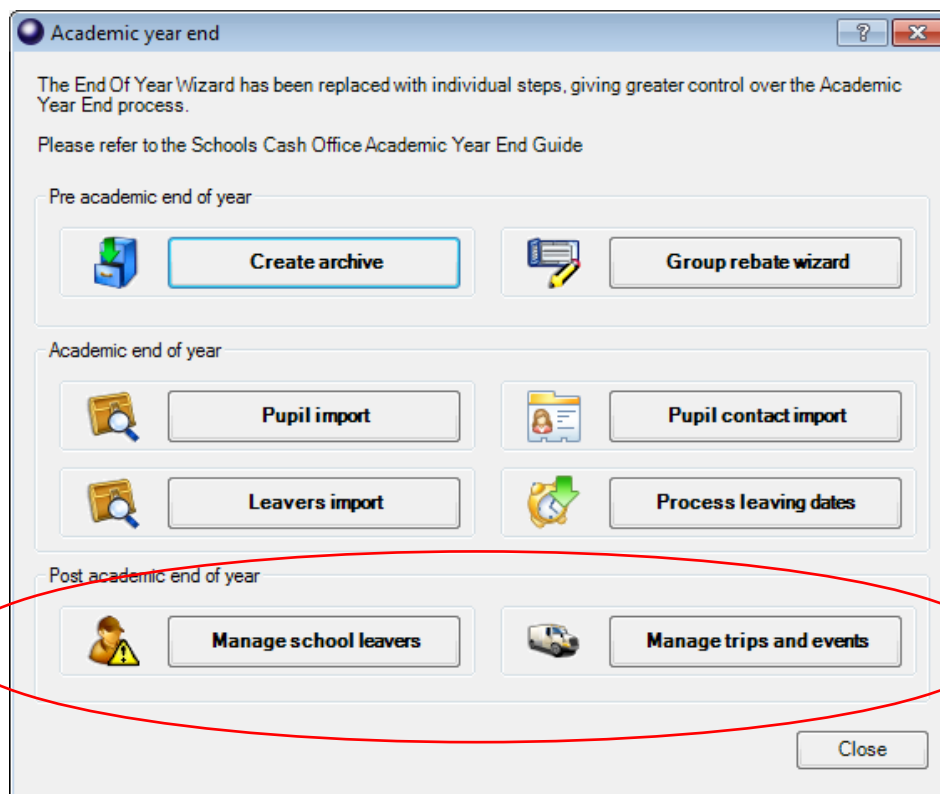 Academic year end
The End Of Year Wizard has been replaced with individual steps, giving greater control over the Academic
Year End process.
Please refer to the Schools Cash Office Academic Year End Guide
Pre academic end of year
Create archive
Group rebate wizard
Academic end of year
Pupil import
Pupil contact import
Leavers import
Process leaving dates
Post academic end of year
Manage school leavers
Manage trips and events
Close